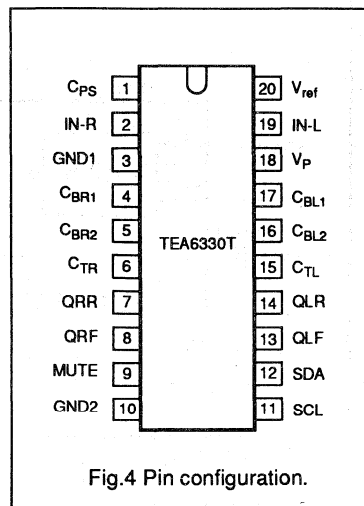 CPS 1 20 Vref
IN-R 2 19 IN-L
GND1 3 18 VP
CBR1 4 17 CBL1
CBR2 5 16 CBL2
TEA6330T
CTR 6 15 CTL
QRR 7 14 QLR
QRF 8 13 QLF
MUTE 9 12 SDA
GND2 10 11 SCL
Fig.4 Pin configuration.